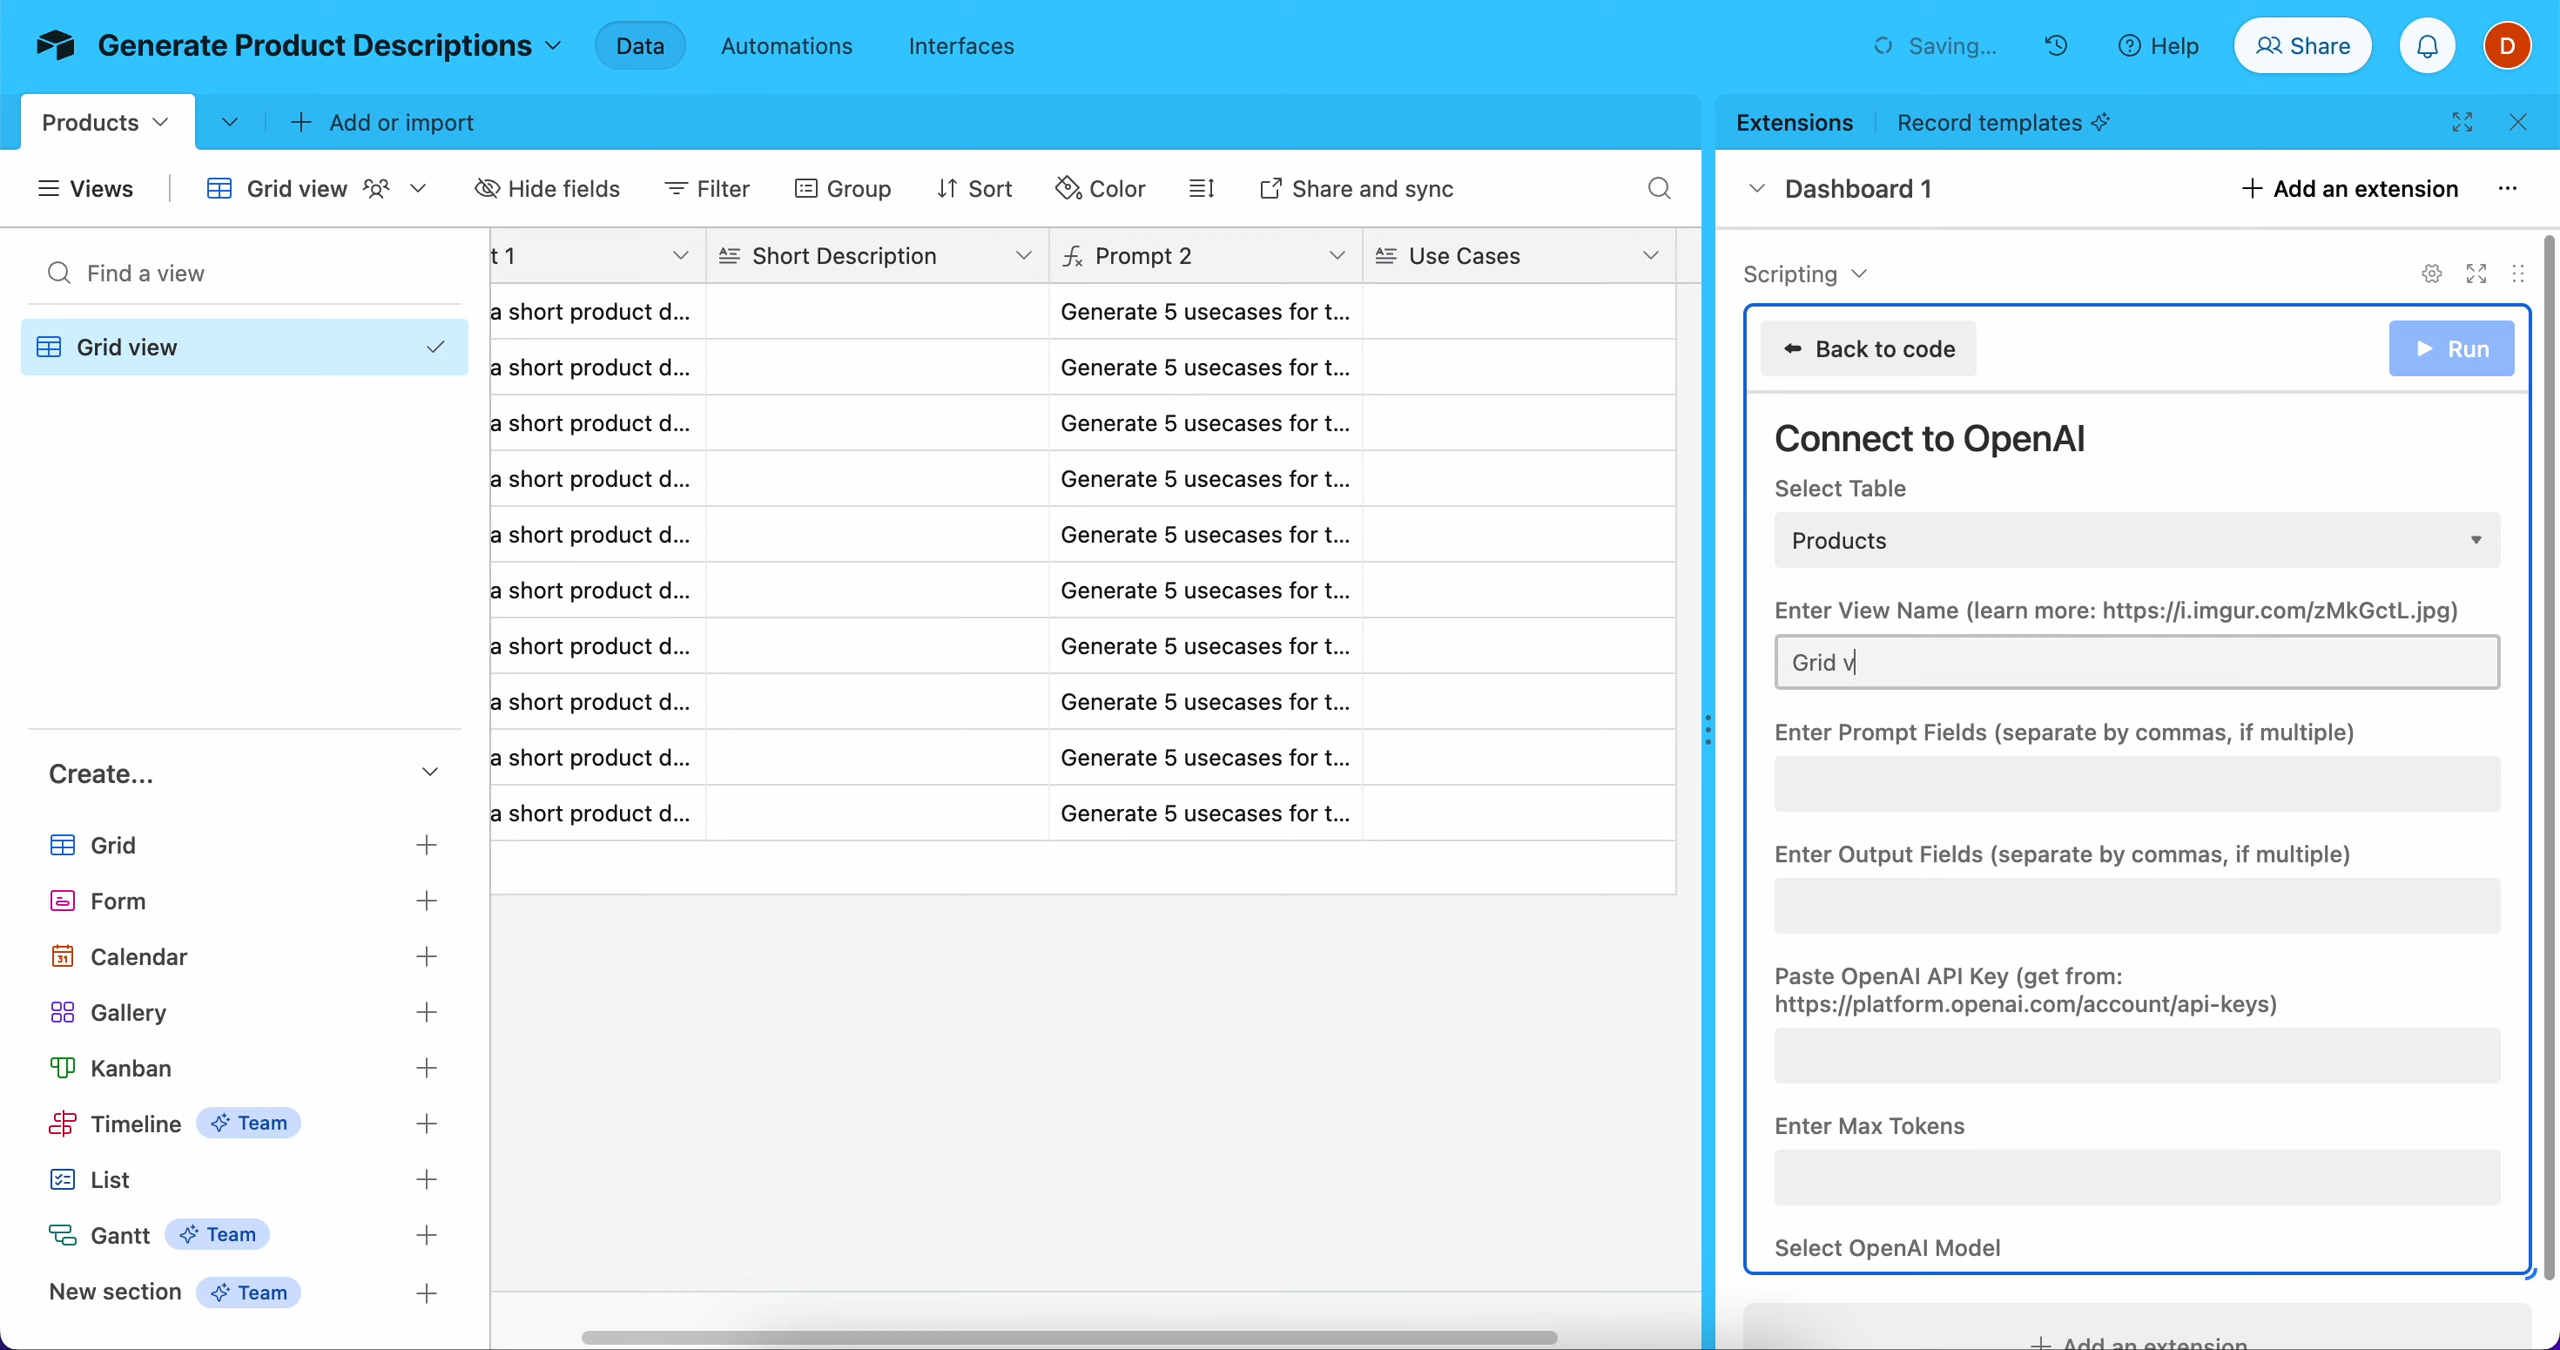 Generate Product Descriptions
Data
Automations
Interfaces
Saving...
Help
Share
D
Products
Add or import
Extensions
Record templates
Views
Grid view
Hide fields
Filter
Group
Sort
Color
Share and sync
Dashboard 1
Add an extension
Find a view
Grid view
Create...
Grid
Form
31
Calendar
Gallery
Kanban
Timeline
Team
List
Gantt
Team
New section
Team
t 1
Short Description
Prompt 2
Use Cases
a short product d...
Generate 5 usecases for t...
a short product d...
Generate 5 usecases for t...
a short product d...
Generate 5 usecases for t...
a short product d...
Generate 5 usecases for t...
a short product d...
Generate 5 usecases for t...
a short product d...
Generate 5 usecases for t...
a short product d...
Generate 5 usecases for t...
a short product d...
Generate 5 usecases for t...
a short product d...
Generate 5 usecases for t...
a short product d...
Generate 5 usecases for t...
Scripting
Back to code
Run
Connect to OpenAI
Select Table
Products
Enter View Name (learn more: https://i.imgur.com/zMkGctL.jpg)
Grid v
Enter Prompt Fields (separate by commas, if multiple)
Enter Output Fields (separate by commas, if multiple)
Paste OpenAI API Key (get from:
https://platform.openai.com/account/api-keys)
Enter Max Tokens
Select OpenAI Model
Add an extension